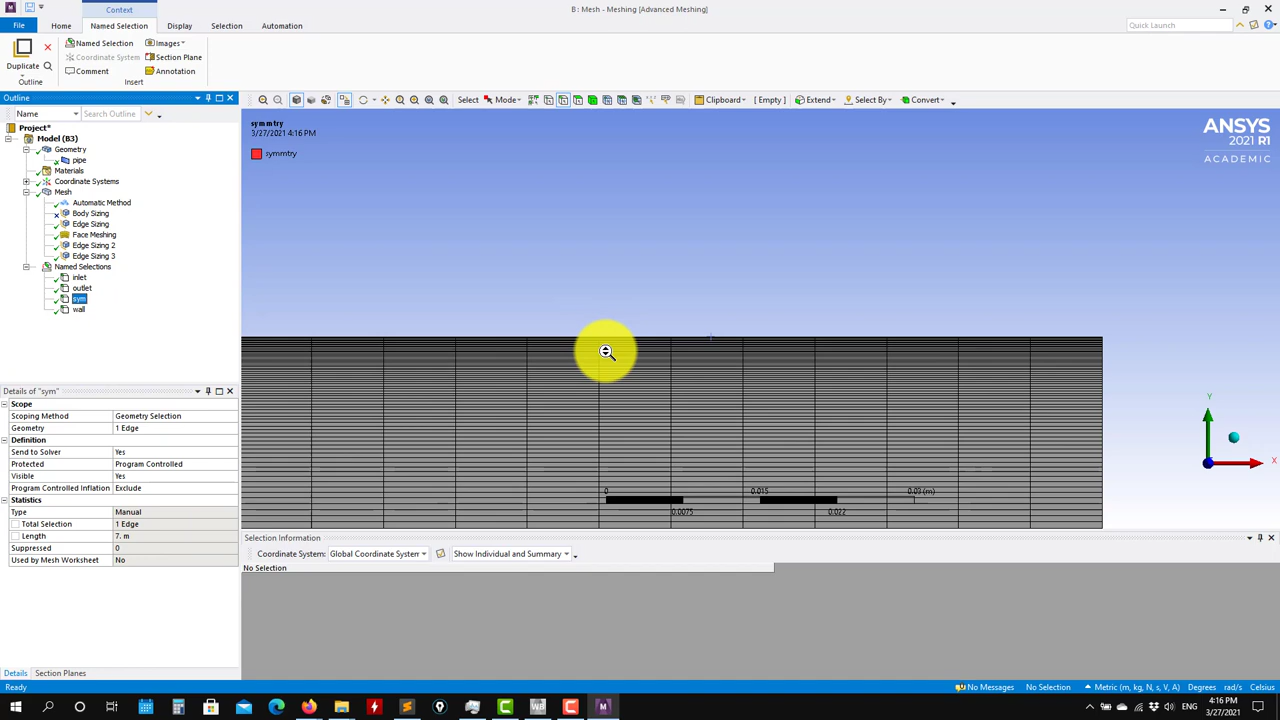 Context
B : Mesh - Meshing [Advanced Meshing]
File
Home
Named Selection
Display
Selection
Automation
Quick Launch
Duplicate
Outline
Named Selection
Coordinate System
Comment
Images
Section Plane
Annotation
Insert
Outline
Name
Search Outline
Select
Mode
Clipboard
[ Empty ]
Extend
Select By
Convert
Project*
Model (B3)
Geometry
pipe
Materials
Coordinate Systems
Mesh
Automatic Method
Body Sizing
Edge Sizing
Face Meshing
Edge Sizing 2
Edge Sizing 3
Named Selections
inlet
outlet
sym
wall
symmtry
3/27/2021 4:16 PM
symmtry
ANSYS
2021 R1
ACADEMIC
Y
X
0
0.015
0.03 (m)
0.0075
0.022
Details of "sym"
Scope
Scoping Method Geometry Selection
Geometry 1 Edge
Definition
Send to Solver Yes
Protected Program Controlled
Visible Yes
Program Controlled Inflation Exclude
Statistics
Type Manual
Total Selection 1 Edge
Length 7. m
Suppressed 0
Used by Mesh Worksheet No
Selection Information
Coordinate System: Global Coordinate System
Show Individual and Summary
No Selection
Details
Section Planes
Ready
No Messages
No Selection
Metric (m, kg, N, s, V, A)
Degrees
rad/s
Celsius
WB
M
ENG
4:16 PM
3/27/2021